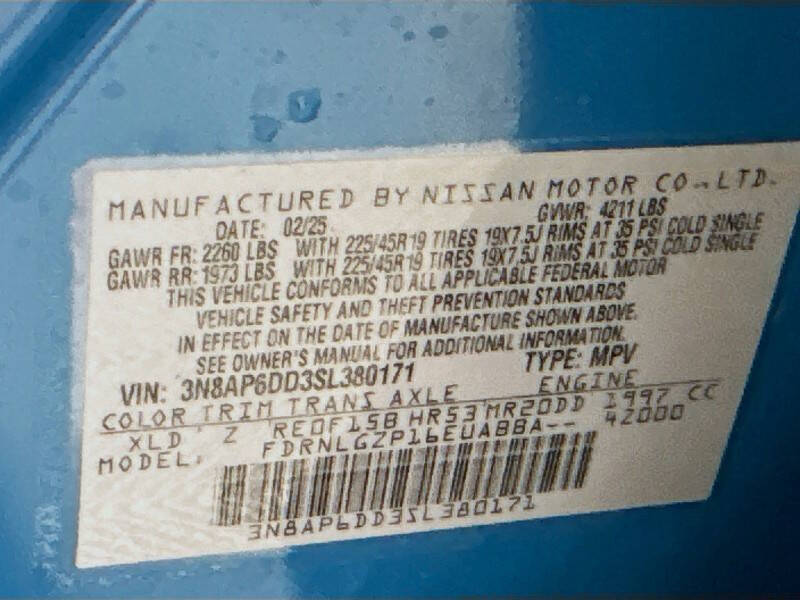 MANUFACTURED BY NISSAN MOTOR CO.,LTD.
DATE: 02/25 GVWR: 4211 LBS
GAWR FR: 2260 LBS WITH 225/45R19 TIRES 19X7.5J RIMS AT 35 PSI COLD SINGLE
GAWR RR: 1973 LBS WITH 225/45R19 TIRES 19X7.5J RIMS AT 35 PSI COLD SINGLE
THIS VEHICLE CONFORMS TO ALL APPLICABLE FEDERAL MOTOR
VEHICLE SAFETY AND THEFT PREVENTION STANDARDS
IN EFFECT ON THE DATE OF MANUFACTURE SHOWN ABOVE.
SEE OWNER'S MANUAL FOR ADDITIONAL INFORMATION.
VIN: 3N8AP6DD3SL380171 TYPE: MPV
COLOR TRIM TRANS AXLE ENGINE
XLD Z RE0F15B HR53 MR20DD 1997 CC
MODEL: FDRNLGZP16EUABBA-- 42000
3N8AP6DD3SL380171